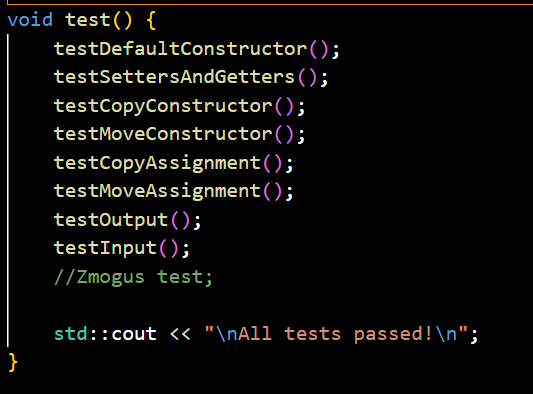 void test() {
    testDefaultConstructor();
    testSettersAndGetters();
    testCopyConstructor();
    testMoveConstructor();
    testCopyAssignment();
    testMoveAssignment();
    testOutput();
    testInput();
    //Zmogus test;

    std::cout << "\nAll tests passed!\n";
}